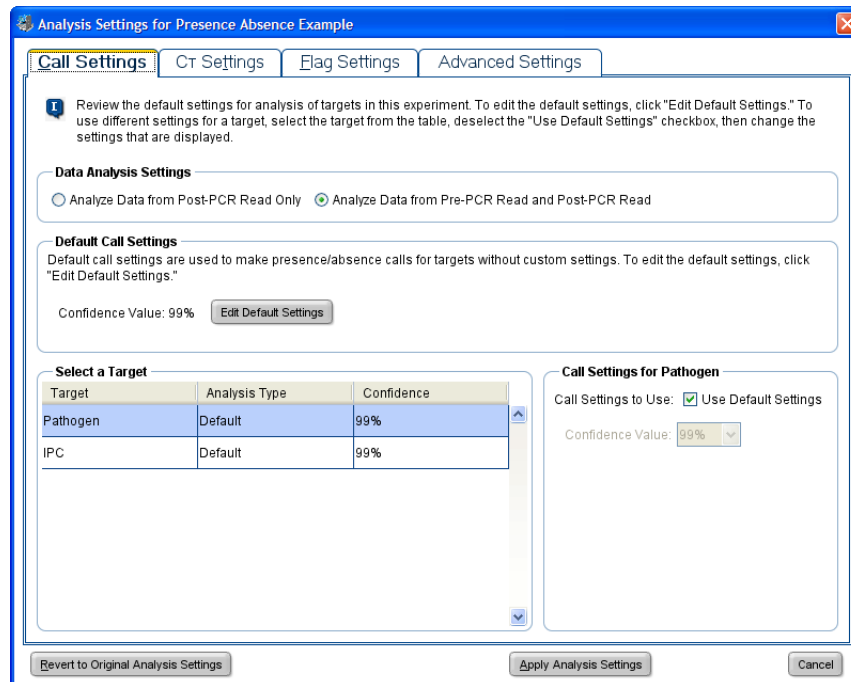 Analysis Settings for Presence Absence Example
Call Settings
CT Settings
Flag Settings
Advanced Settings
Review the default settings for analysis of targets in this experiment. To edit the default settings, click "Edit Default Settings." To
use different settings for a target, select the target from the table, deselect the "Use Default Settings" checkbox, then change the
settings that are displayed.
Data Analysis Settings
Analyze Data from Post-PCR Read Only
Analyze Data from Pre-PCR Read and Post-PCR Read
Default Call Settings
Default call settings are used to make presence/absence calls for targets without custom settings. To edit the default settings, click
"Edit Default Settings."
Confidence Value: 99%
Edit Default Settings
Select a Target
Target Analysis Type Confidence
Pathogen Default 99%
IPC Default 99%
Call Settings for Pathogen
Call Settings to Use: Use Default Settings
Confidence Value: 99%
Revert to Original Analysis Settings
Apply Analysis Settings
Cancel